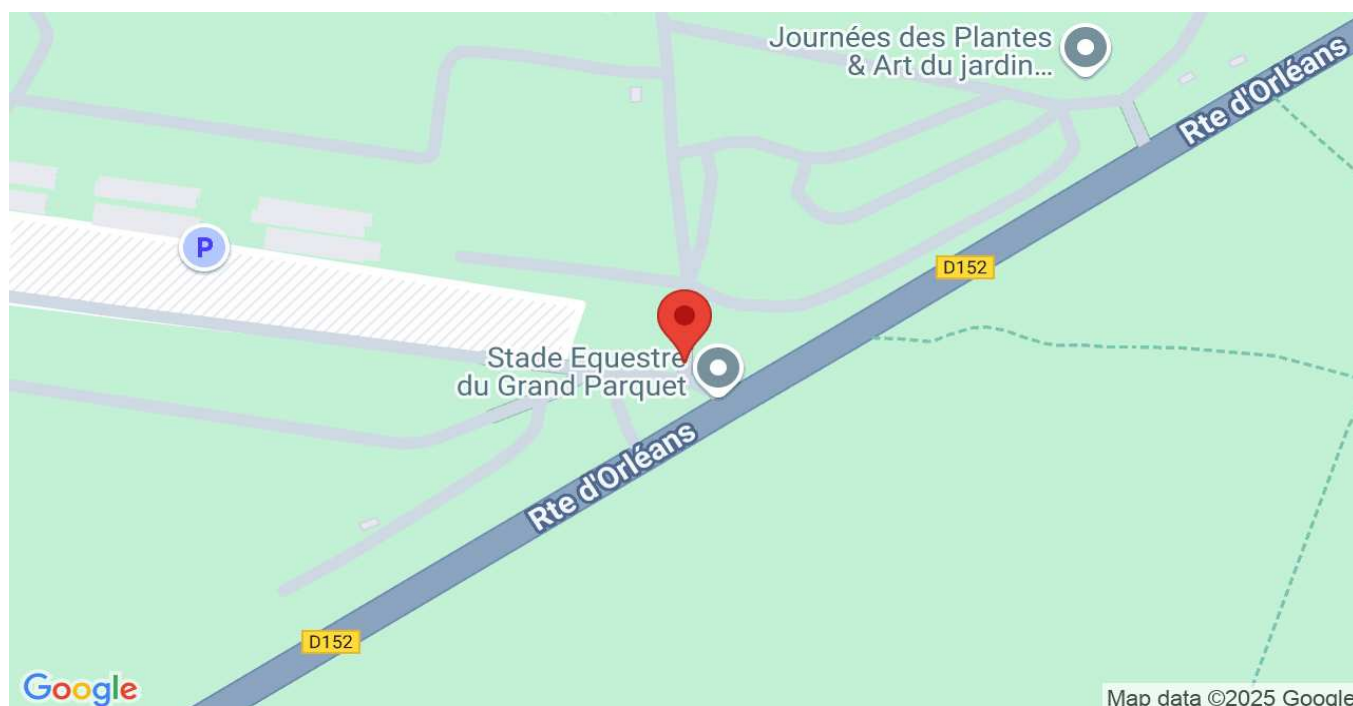 Journées des Plantes
& Art du jardin...
Rte d'Orléans
P
D152
Stade Equestre
du Grand Parquet
Rte d'Orléans
D152
Google
Map data ©2025 Google